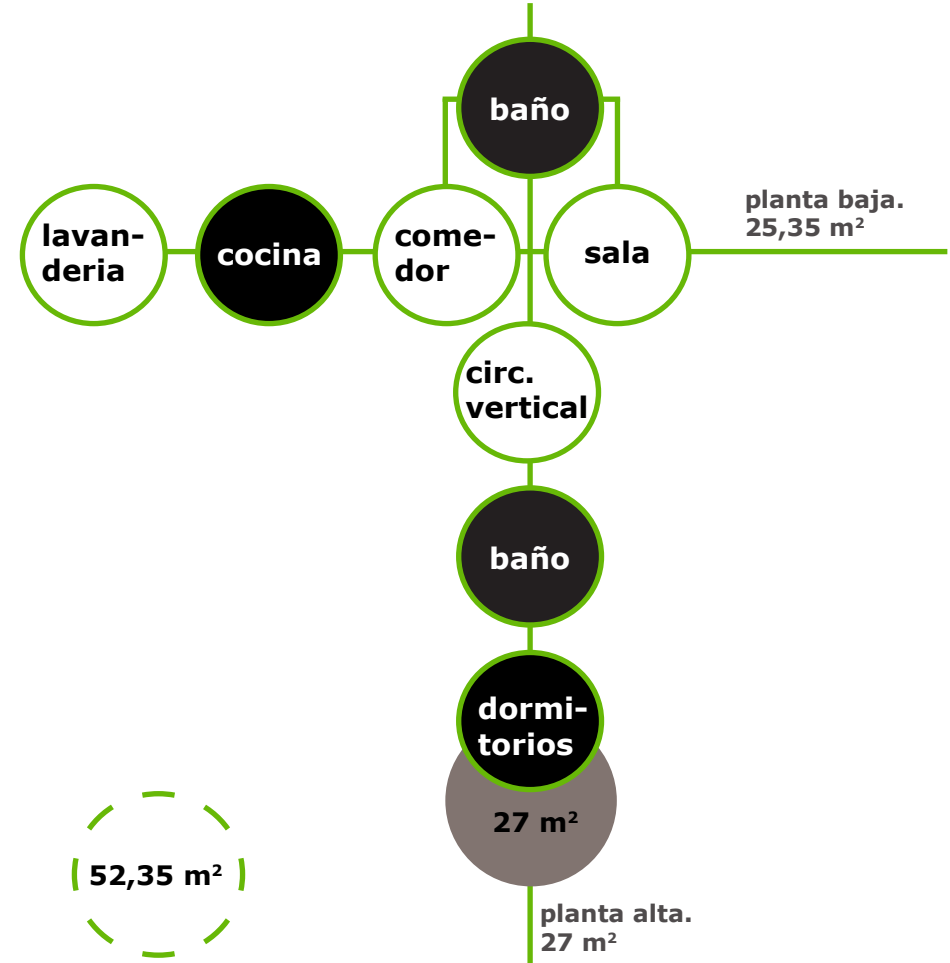 baño
lavan-
deria
cocina
come-
dor
sala
planta baja.
25,35 m²
circ.
vertical
baño
dormi-
torios
27 m²
52,35 m²
planta alta.
27 m²